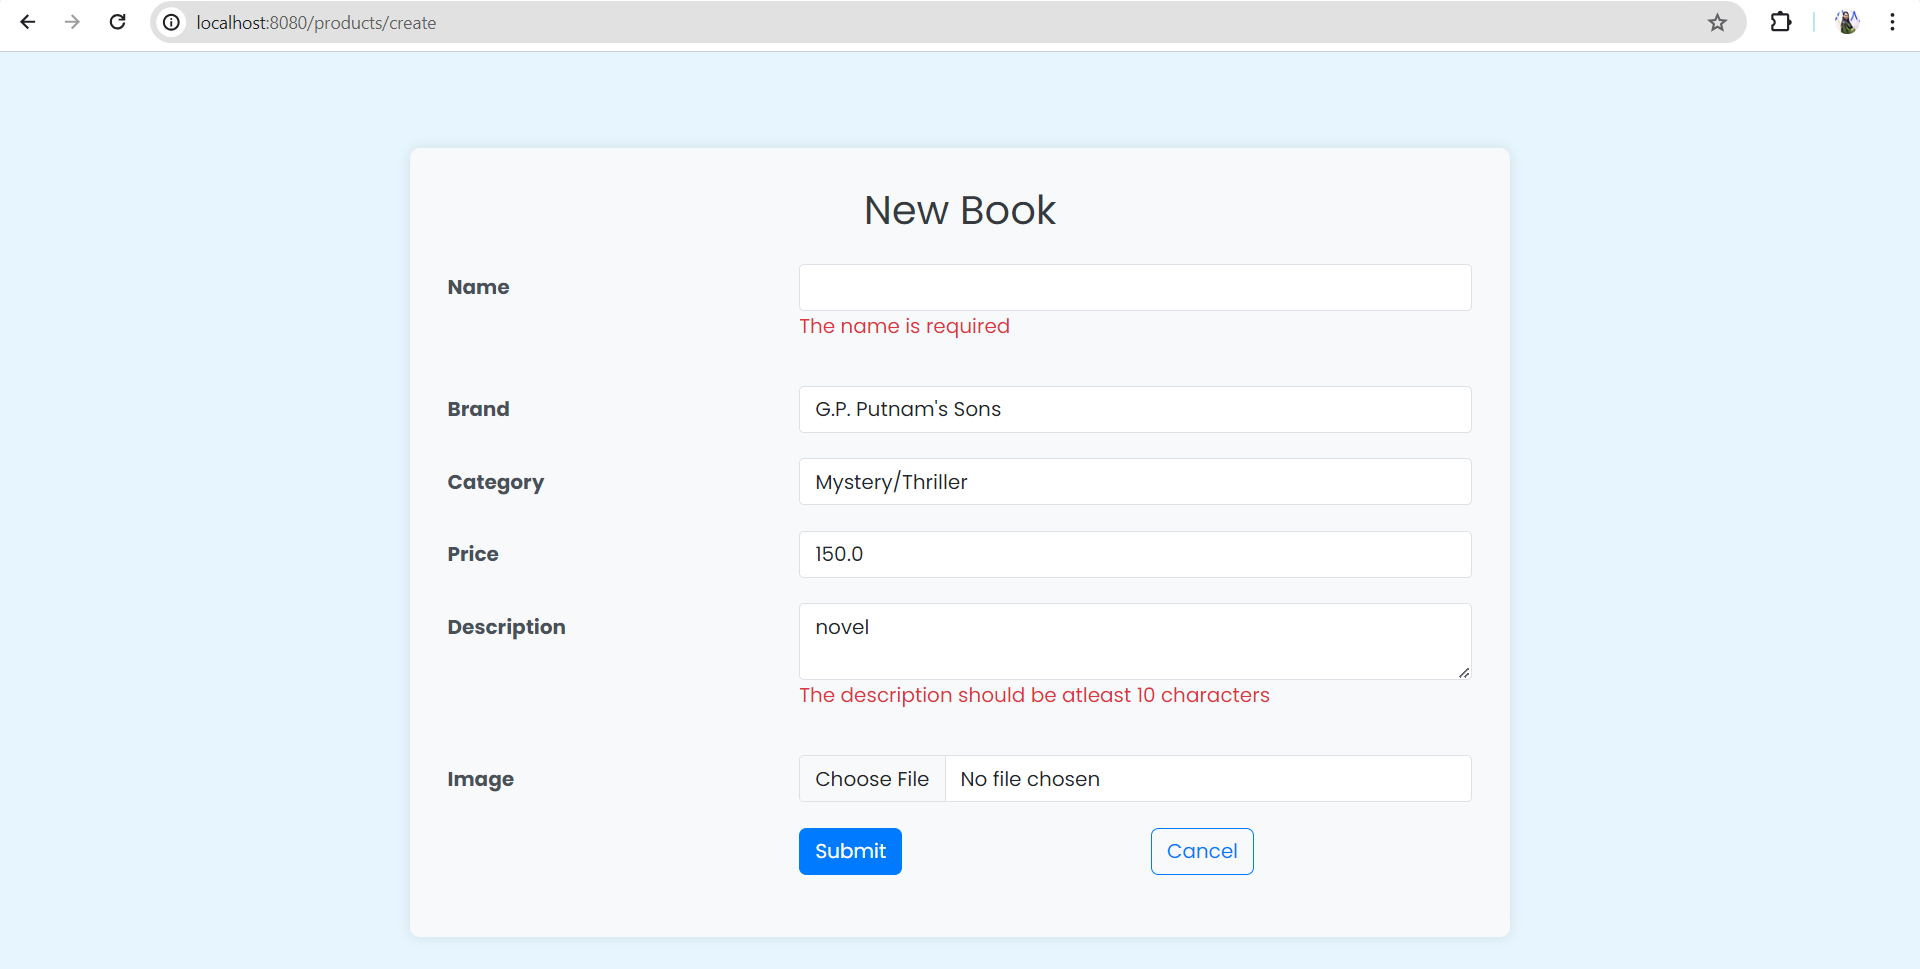 localhost:8080/products/create
New Book
Name
The name is required
Brand
G.P. Putnam's Sons
Category
Mystery/Thriller
Price
150.0
Description
novel
The description should be atleast 10 characters
Image
Choose File No file chosen
Submit
Cancel